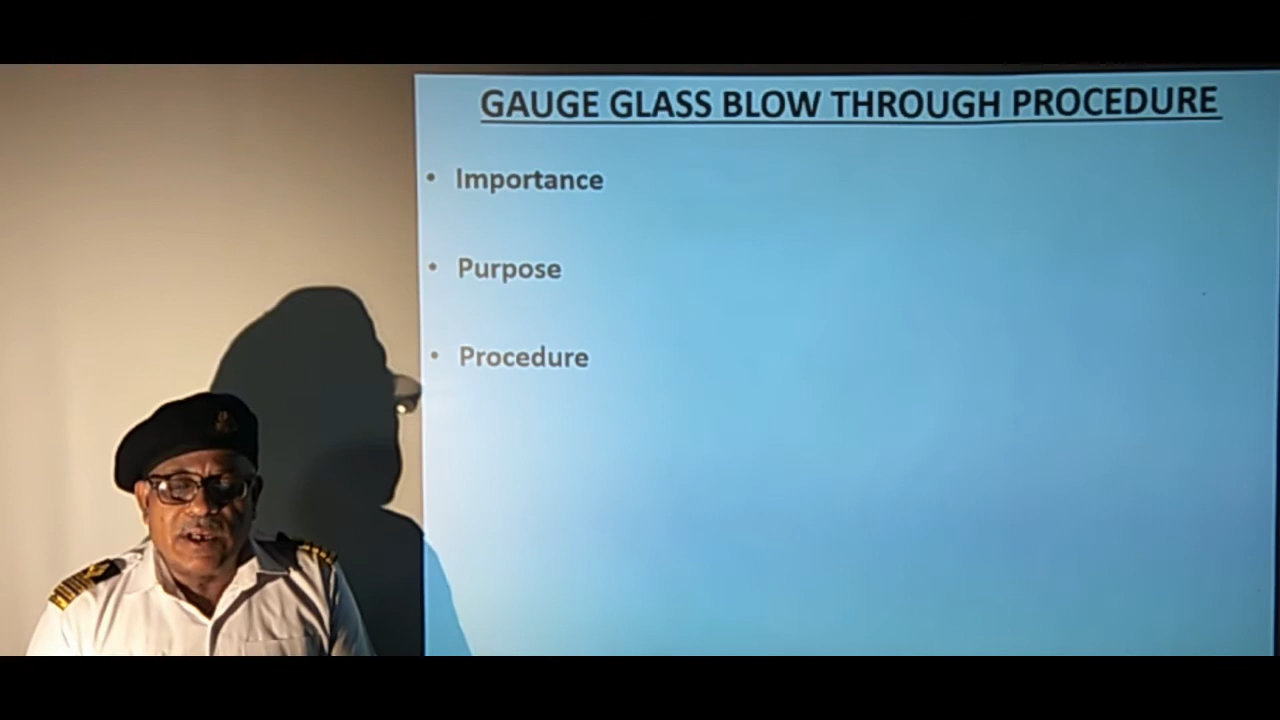 GAUGE GLASS BLOW THROUGH PROCEDURE
• Importance
• Purpose
• Procedure